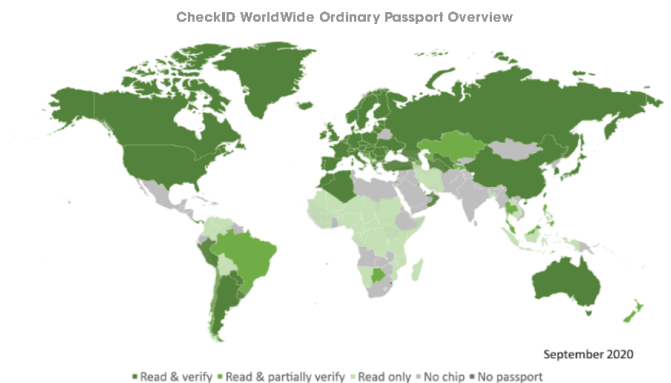 CheckID WorldWide Ordinary Passport Overview
September 2020
Read & verify Read & partially verify Read only No chip No passport